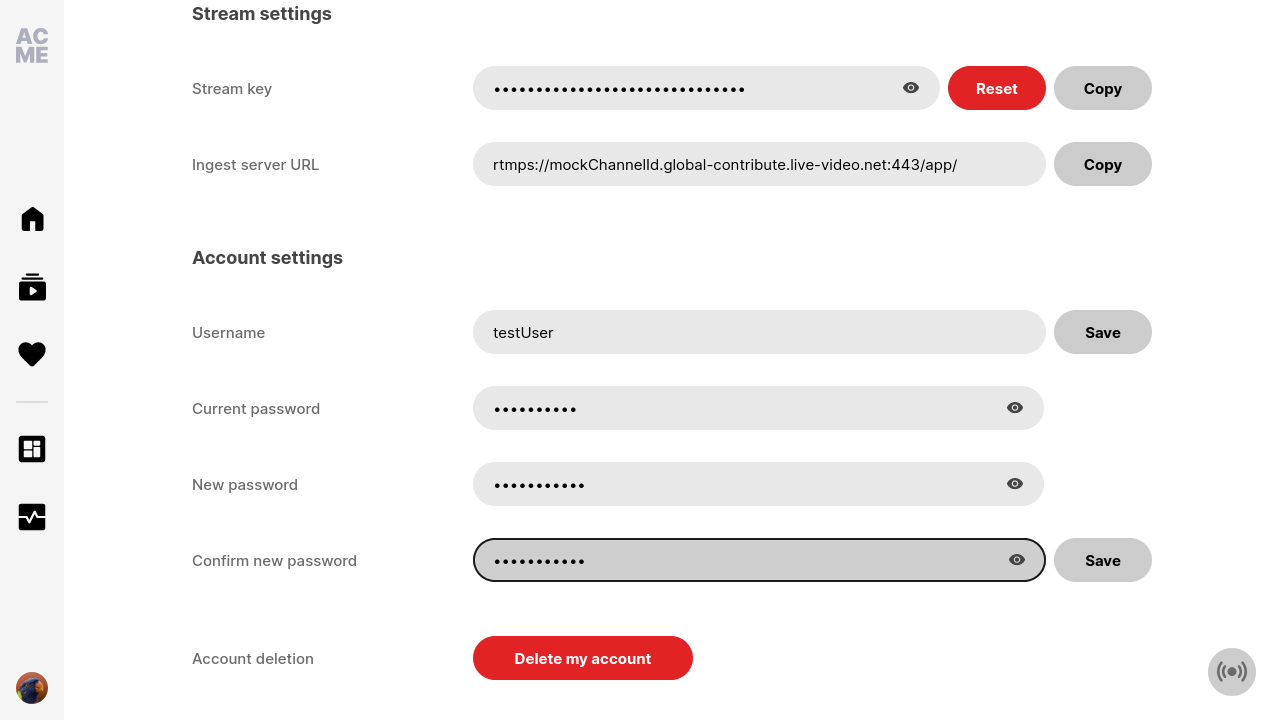 AC
ME
Stream settings
Stream key
••••••••••••••••••••••••••••••
Reset
Copy
Ingest server URL
rtmps://mockChannelId.global-contribute.live-video.net:443/app/
Copy
Account settings
Username
testUser
Save
Current password
••••••••••
New password
•••••••••••
Confirm new password
•••••••••••
Save
Account deletion
Delete my account